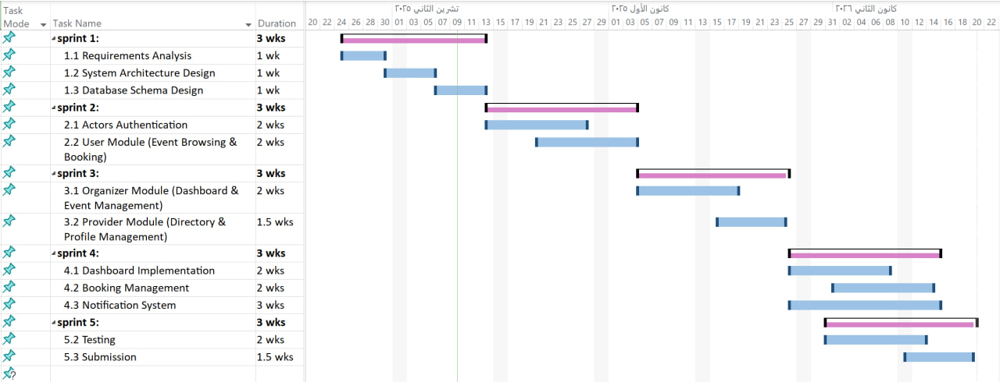 Task Mode	Task Name	Duration
تشرين الثاني ٢٠٢٥	كانون الأول ٢٠٢٥	كانون الثاني ٢٠٢٦
20 22 24 26 28 30 01 03 05 07 09 11 13 15 17 19 21 23 25 27 29 01 03 05 07 09 11 13 15 17 19 21 23 25 27 29 31 02 04 06 08 10 12 14 16 18 20 22
sprint 1:	3 wks
1.1 Requirements Analysis	1 wk
1.2 System Architecture Design	1 wk
1.3 Database Schema Design	1 wk
sprint 2:	3 wks
2.1 Actors Authentication	2 wks
2.2 User Module (Event Browsing &	2 wks
Booking)
sprint 3:	3 wks
3.1 Organizer Module (Dashboard &	2 wks
Event Management)
3.2 Provider Module (Directory &	1.5 wks
Profile Management)
sprint 4:	3 wks
4.1 Dashboard Implementation	2 wks
4.2 Booking Management	2 wks
4.3 Notification System	3 wks
sprint 5:	3 wks
5.2 Testing	2 wks
5.3 Submission	1.5 wks
?